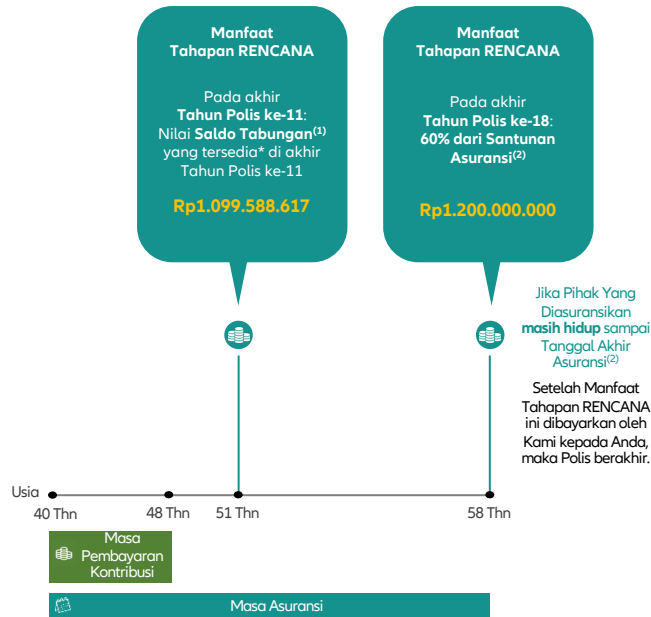 Manfaat
Tahapan RENCANA
Pada akhir
Tahun Polis ke-11:
Nilai Saldo Tabungan(1)
yang tersedia* di akhir
Tahun Polis ke-11
Rp1.099.588.617
Manfaat
Tahapan RENCANA
Pada akhir
Tahun Polis ke-18:
60% dari Santunan
Asuransi(2)
Rp1.200.000.000
Jika Pihak Yang
Diasuransikan
masih hidup sampai
Tanggal Akhir
Asuransi(2)
Setelah Manfaat
Tahapan RENCANA
ini dibayarkan oleh
Kami kepada Anda,
maka Polis berakhir.
Usia
40 Thn
48 Thn
51 Thn
58 Thn
Masa
Pembayaran
Kontribusi
Masa Asuransi